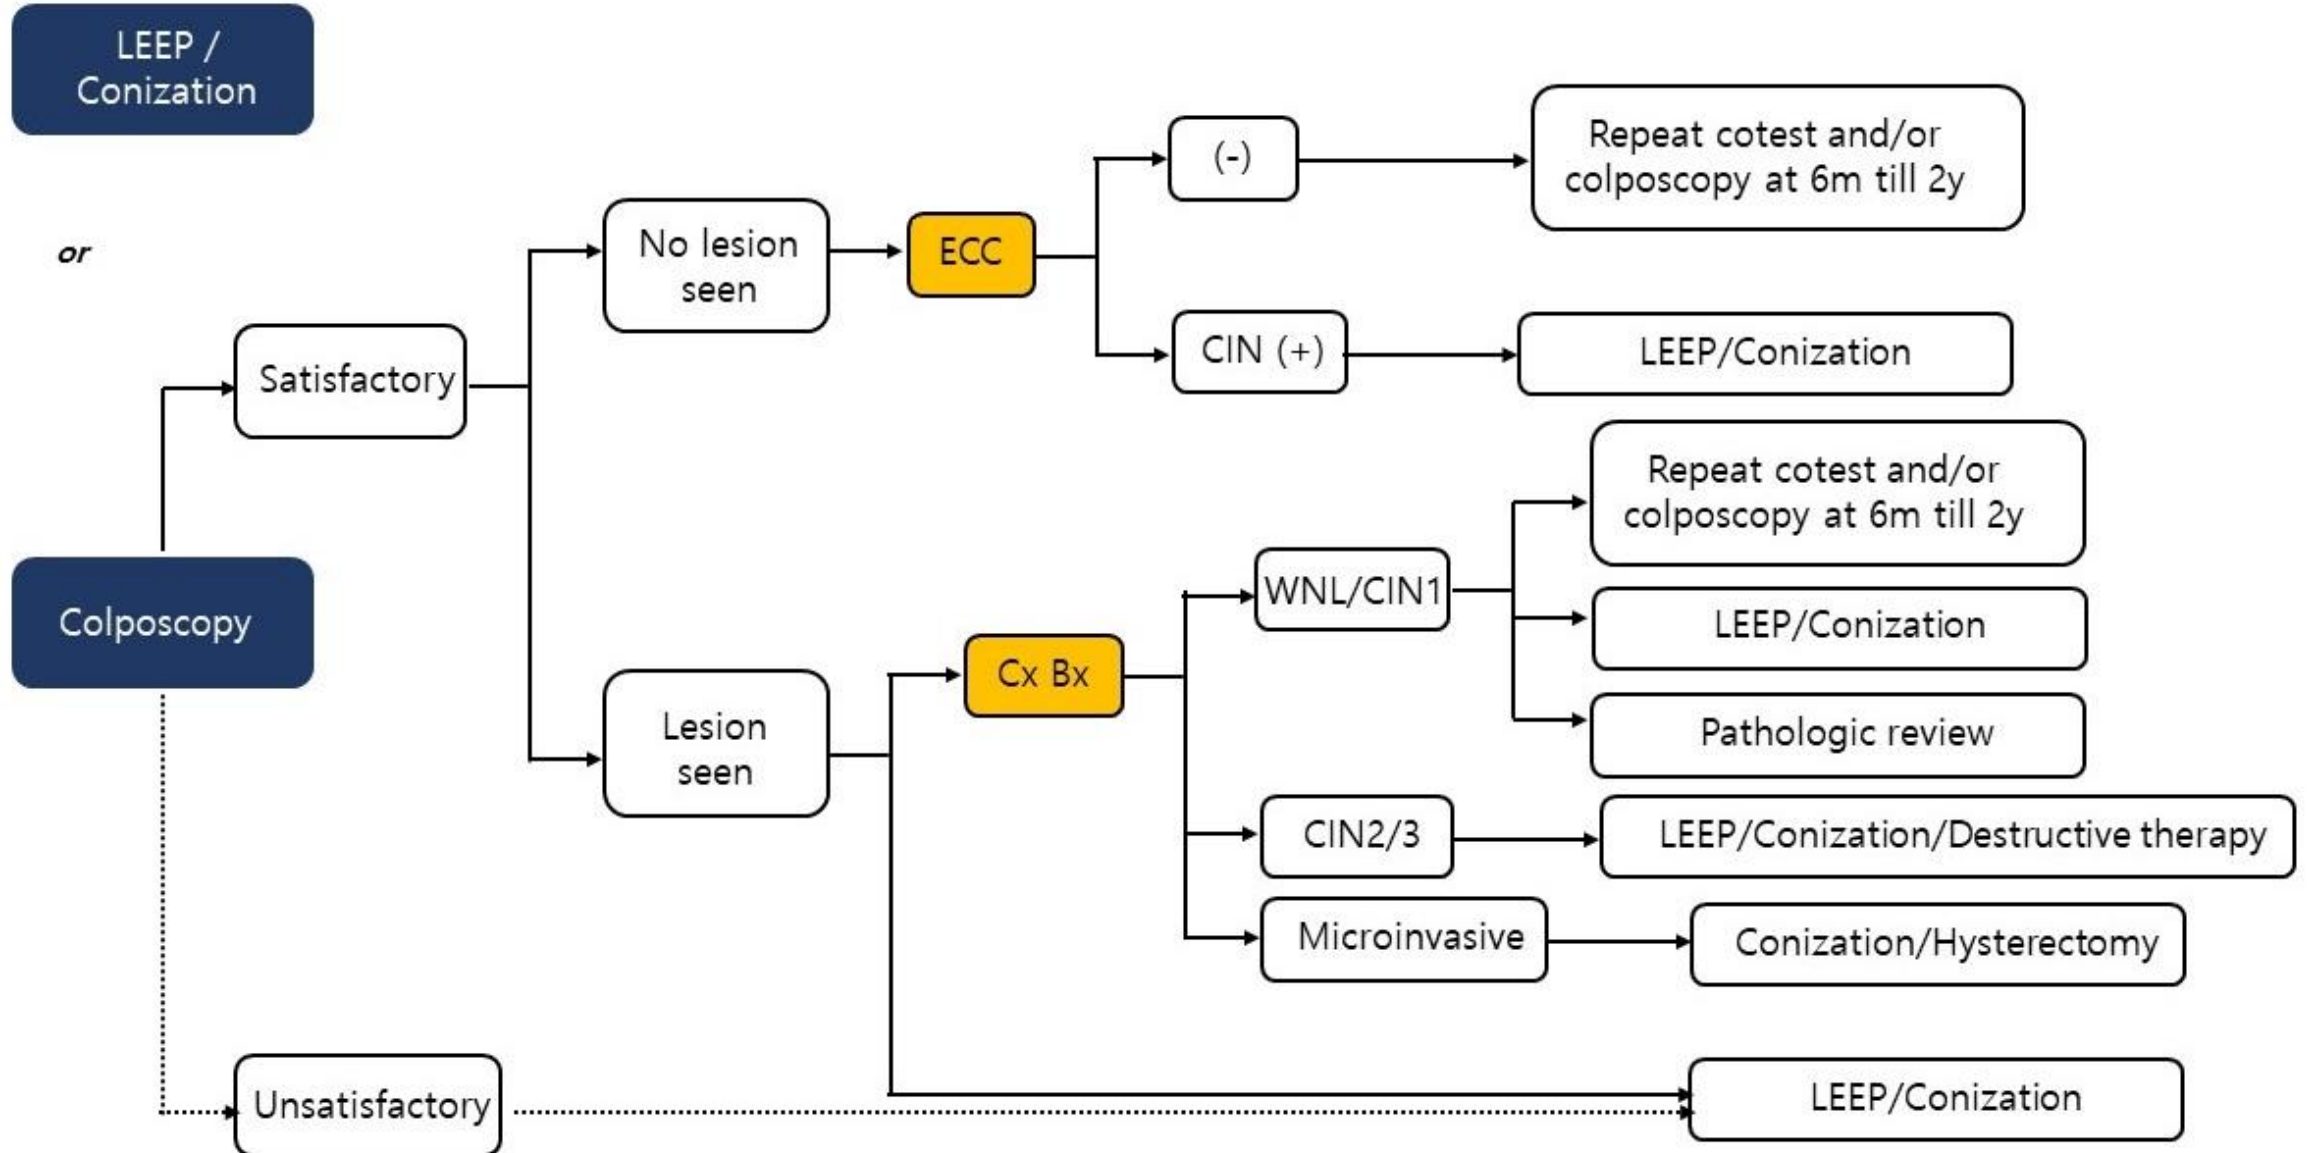 LEEP /
Conization
or
Colposcopy
Satisfactory
Unsatisfactory
No lesion
seen
Lesion
seen
ECC
Cx Bx
(-)
CIN (+)
WNL/CIN1
CIN2/3
Microinvasive
Repeat cotest and/or
colposcopy at 6m till 2y
LEEP/Conization
Repeat cotest and/or
colposcopy at 6m till 2y
LEEP/Conization
Pathologic review
LEEP/Conization/Destructive therapy
Conization/Hysterectomy
LEEP/Conization